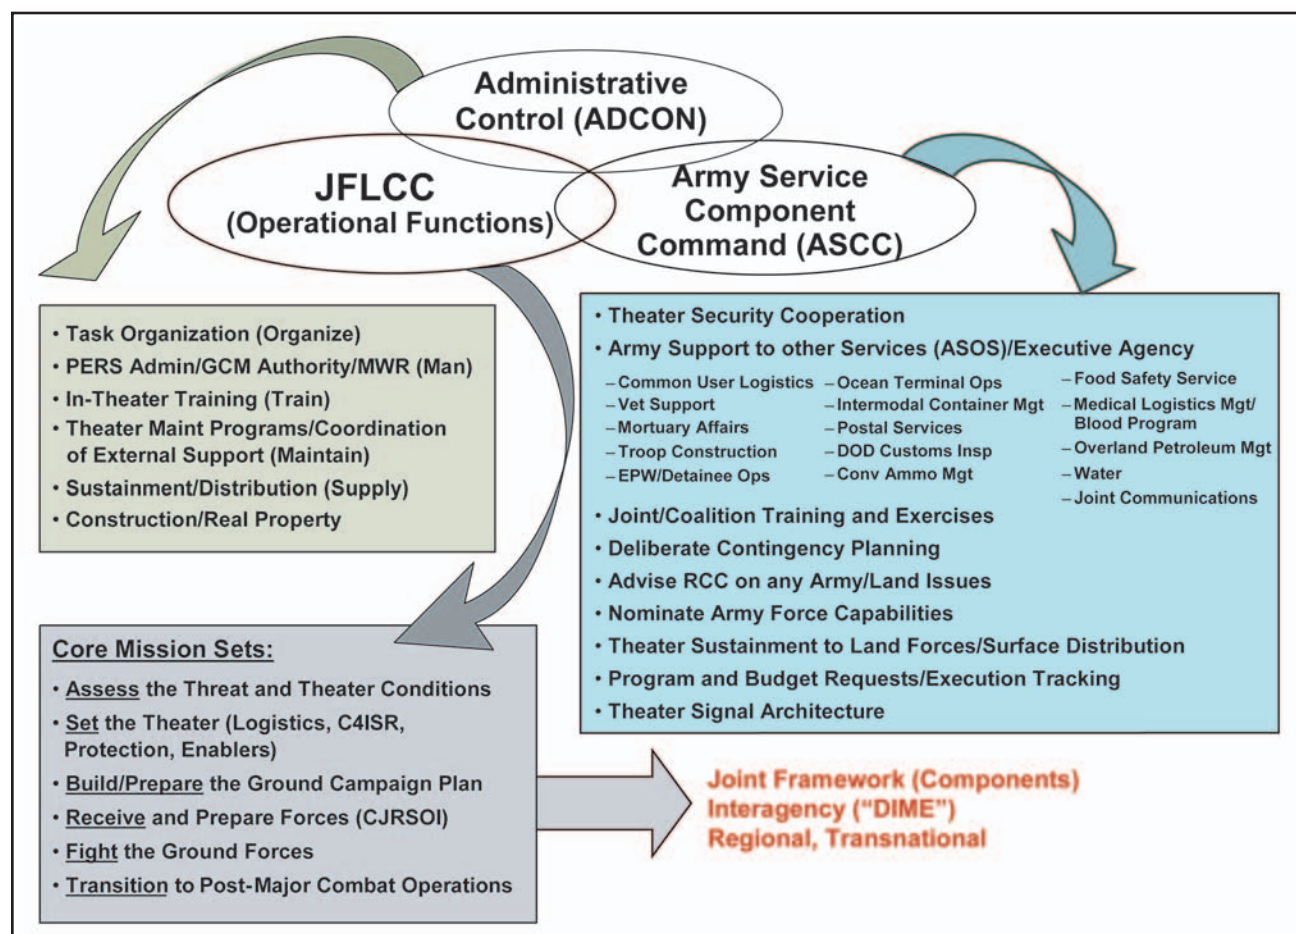 Administrative
Control (ADCON)
JFLCC
(Operational Functions)
Army Service
Component
Command (ASCC)
• Task Organization (Organize)
• PERS Admin/GCM Authority/MWR (Man)
• In-Theater Training (Train)
• Theater Maint Programs/Coordination
of External Support (Maintain)
• Sustainment/Distribution (Supply)
• Construction/Real Property
• Theater Security Cooperation
• Army Support to other Services (ASOS)/Executive Agency
– Common User Logistics
– Vet Support
– Mortuary Affairs
– Troop Construction
– EPW/Detainee Ops
– Ocean Terminal Ops
– Intermodal Container Mgt
– Postal Services
– DOD Customs Insp
– Conv Ammo Mgt
– Food Safety Service
– Medical Logistics Mgt/
Blood Program
– Overland Petroleum Mgt
– Water
– Joint Communications
• Joint/Coalition Training and Exercises
• Deliberate Contingency Planning
• Advise RCC on any Army/Land Issues
• Nominate Army Force Capabilities
• Theater Sustainment to Land Forces/Surface Distribution
• Program and Budget Requests/Execution Tracking
• Theater Signal Architecture
Core Mission Sets:
• Assess the Threat and Theater Conditions
• Set the Theater (Logistics, C4ISR,
Protection, Enablers)
• Build/Prepare the Ground Campaign Plan
• Receive and Prepare Forces (CJRSOI)
• Fight the Ground Forces
• Transition to Post-Major Combat Operations
Joint Framework (Components)
Interagency (“DIME”)
Regional, Transnational